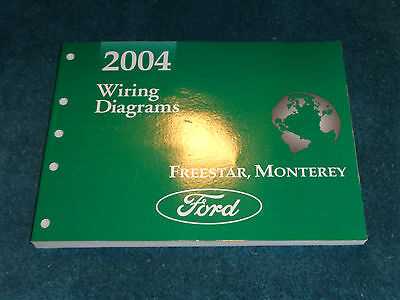 2004
Wiring
Diagrams
FREESTAR, MONTEREY
Ford